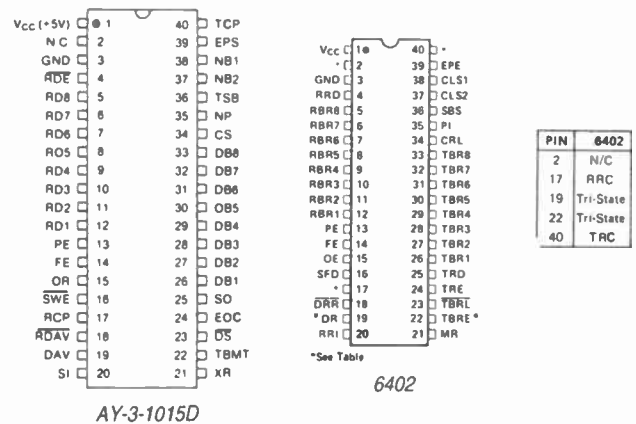 VCC (+5V) 1 40 TCP
NC 2 39 EPS
GND 3 38 NB1
RDE 4 37 NB2
RD8 5 36 TSB
RD7 6 35 NP
RD6 7 34 CS
RO5 8 33 DB8
RD4 9 32 DB7
RD3 10 31 DB6
RD2 11 30 OB5
RD1 12 29 DB4
PE 13 28 DB3
FE 14 27 DB2
OR 15 26 DB1
SWE 16 25 SO
RCP 17 24 EOC
RDAV 18 23 DS
DAV 19 22 TBMT
SI 20 21 XR
AY-3-1015D
VCC 1 40 *
* 2 39 EPE
GND 3 38 CLS1
RRD 4 37 CLS2
RBR8 5 36 SBS
RBR7 6 35 PI
RBR6 7 34 CRL
RBR5 8 33 TBR8
RBR4 9 32 TBR7
RBR3 10 31 TBR6
RBR2 11 30 TBR5
RBR1 12 29 TBR4
PE 13 28 TBR3
FE 14 27 TBR2
OE 15 26 TBR1
SFD 16 25 TRD
* 17 24 TRE
DRR 18 23 TBRL
*DR 19 22 TBRE*
RRI 20 21 MR
*See Table
6402
PIN 6402
2 N/C
17 RRC
19 Tri-State
22 Tri-State
40 TRC